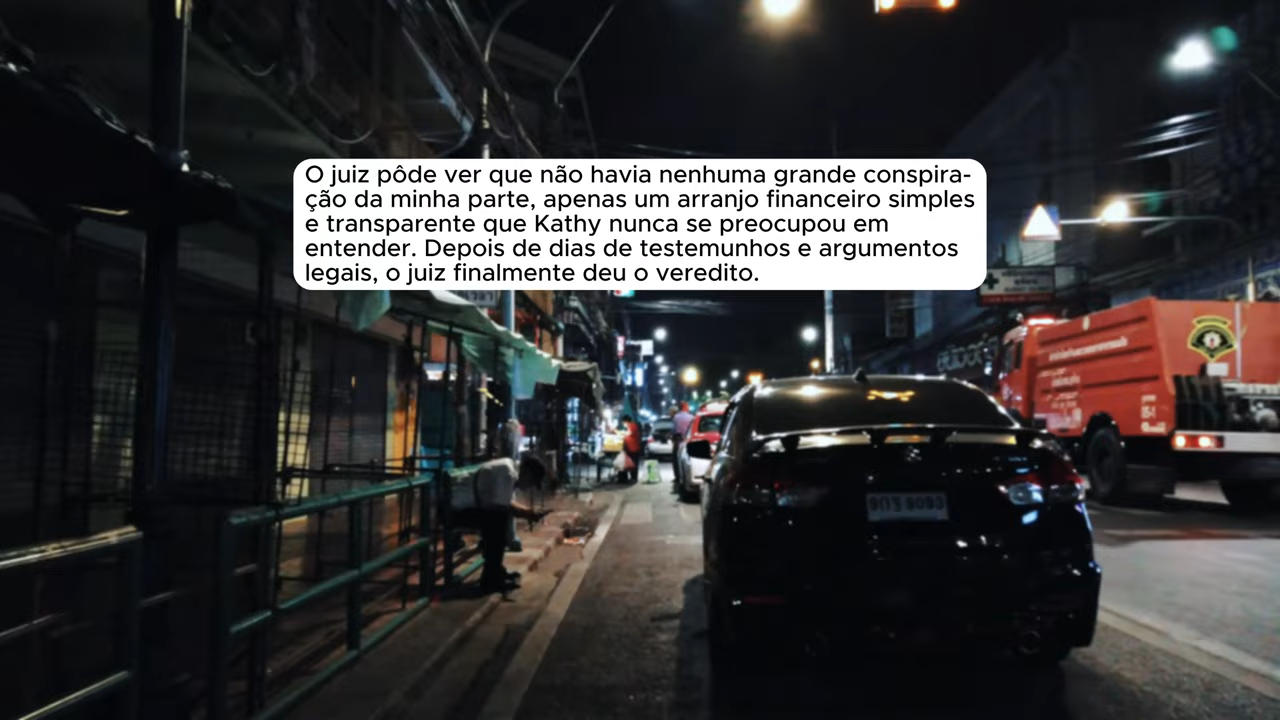 O juiz pôde ver que não havia nenhuma grande conspira-
ção da minha parte, apenas um arranjo financeiro simples
e transparente que Kathy nunca se preocupou em
entender. Depois de dias de testemunhos e argumentos
legais, o juiz finalmente deu o veredito.